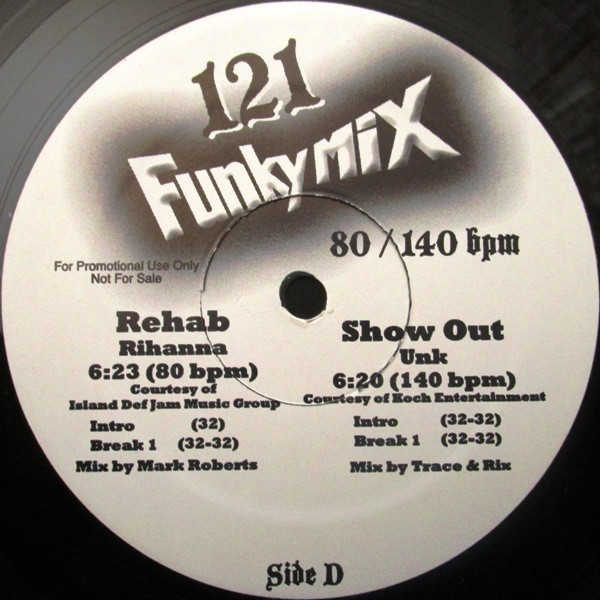 121
Funkymix
80 / 140 bpm
For Promotional Use Only
Not For Sale
Rehab
Rihanna
6:23 (80 bpm)
Courtesy of
Island Def Jam Music Group
Intro (32)
Break 1 (32-32)
Mix by Mark Roberts
Show Out
Unk
6:20 (140 bpm)
Courtesy of Koch Entertainment
Intro (32-32)
Break 1 (32-32)
Mix by Trace & Rix
Side D